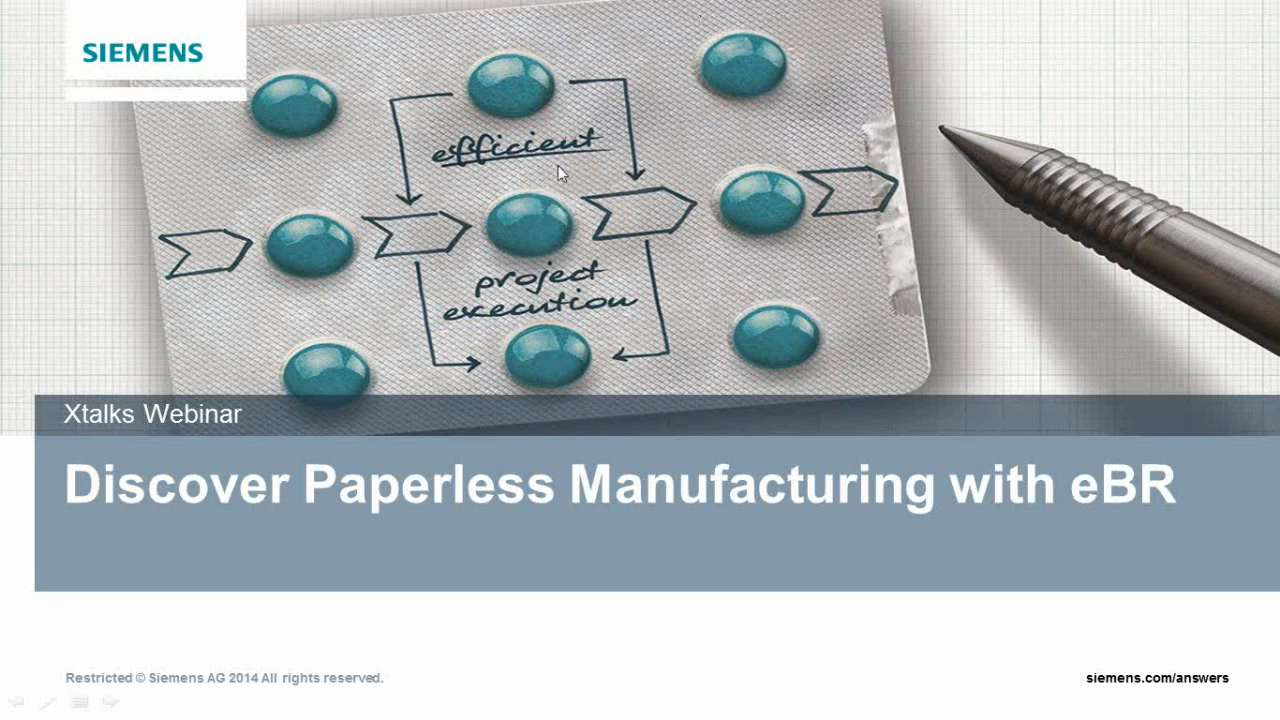 SIEMENS
efficient
project
execution
Xtalks Webinar
Discover Paperless Manufacturing with eBR
Restricted © Siemens AG 2014 All rights reserved.
siemens.com/answers